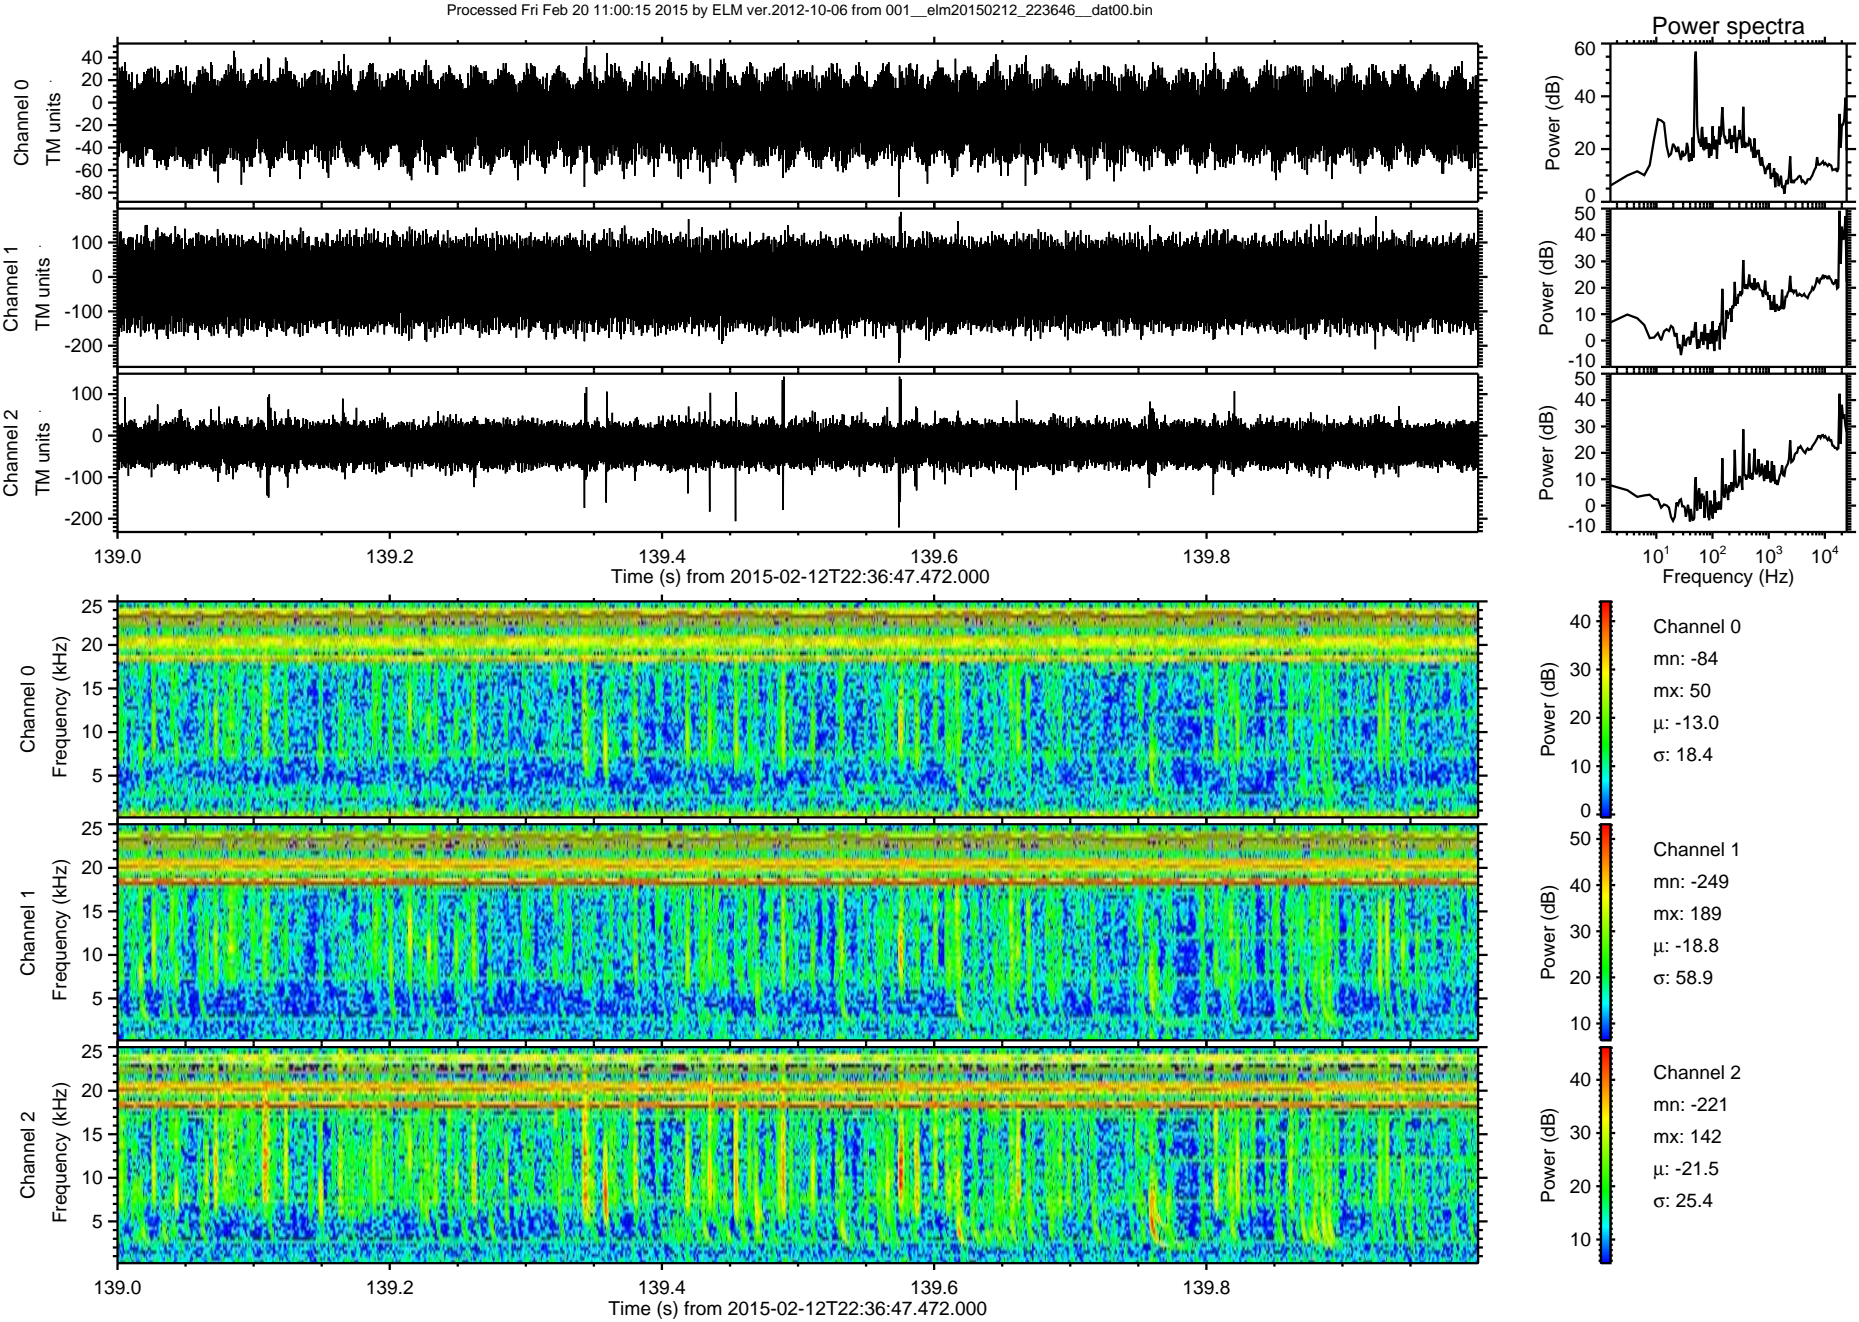 Processed Fri Feb 20 11:00:15 2015 by ELM ver.2012-10-06 from 001__elm20150212_223646__dat00.bin
Power spectra
Channel 0
TM units
40
20
0
-20
-40
-60
-80
Power (dB)
60
40
20
0
Channel 1
TM units
100
0
-100
-200
Power (dB)
50
40
30
20
10
0
-10
Channel 2
TM units
100
0
-100
-200
Power (dB)
50
40
30
20
10
0
-10
139.0 139.2 139.4 139.6 139.8
Time (s) from 2015-02-12T22:36:47.472.000
10¹ 10² 10³ 10⁴
Frequency (Hz)
Channel 0
Frequency (kHz)
25
20
15
10
5
Power (dB)
40
30
20
10
0
Channel 0
mn: -84
mx: 50
μ: -13.0
σ: 18.4
Channel 1
Frequency (kHz)
25
20
15
10
5
Power (dB)
50
40
30
20
10
Channel 1
mn: -249
mx: 189
μ: -18.8
σ: 58.9
Channel 2
Frequency (kHz)
25
20
15
10
5
Power (dB)
40
30
20
10
Channel 2
mn: -221
mx: 142
μ: -21.5
σ: 25.4
139.0 139.2 139.4 139.6 139.8
Time (s) from 2015-02-12T22:36:47.472.000